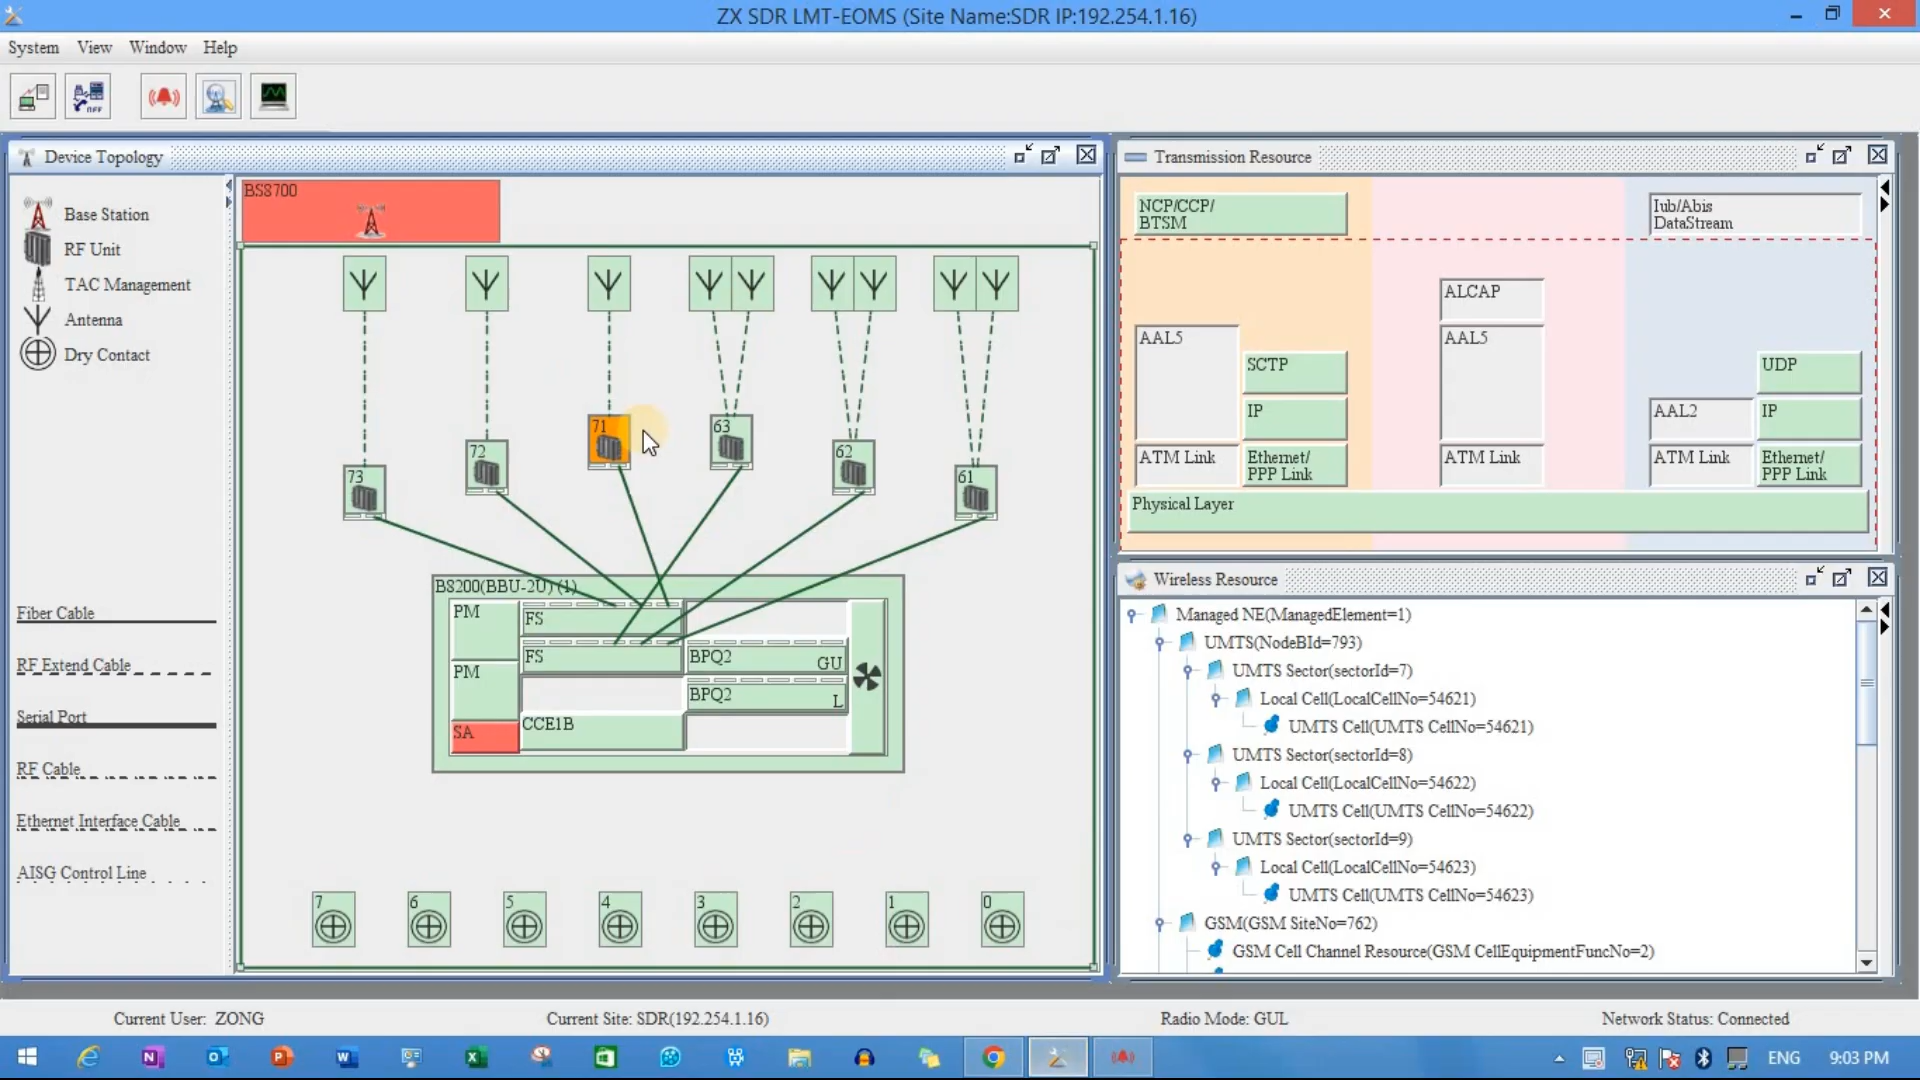 ZX SDR LMT-EOMS (Site Name:SDR IP:192.254.1.16)
System View Window Help
OFF
Device Topology
Base Station
RF Unit
TAC Management
Antenna
Dry Contact
Fiber Cable
RF Extend Cable
Serial Port
RF Cable
Ethernet Interface Cable
AISG Control Line
BS8700
71
63
72
62
73
61
B8200(BBU-2U) (1)
PM
FS
FS
BPQ2 GU
PM
BPQ2 L
SA
CCE1B
7 6 5 4 3 2 1 0
Transmission Resource
NCP/CCP/
BTSM
Iub/Abis
DataStream
ALCAP
AAL5
AAL5
SCTP
UDP
IP
AAL2
IP
ATM Link
Ethernet/
PPP Link
ATM Link
ATM Link
Ethernet/
PPP Link
Physical Layer
Wireless Resource
Managed NE(ManagedElement=1)
UMTS(NodeBId=793)
UMTS Sector(sectorId=7)
Local Cell(LocalCellNo=54621)
UMTS Cell(UMTS CellNo=54621)
UMTS Sector(sectorId=8)
Local Cell(LocalCellNo=54622)
UMTS Cell(UMTS CellNo=54622)
UMTS Sector(sectorId=9)
Local Cell(LocalCellNo=54623)
UMTS Cell(UMTS CellNo=54623)
GSM(GSM SiteNo=762)
GSM Cell Channel Resource(GSM CellEquipmentFuncNo=2)
Current User: ZONG
Current Site: SDR(192.254.1.16)
Radio Mode: GUL
Network Status: Connected
ENG
9:03 PM